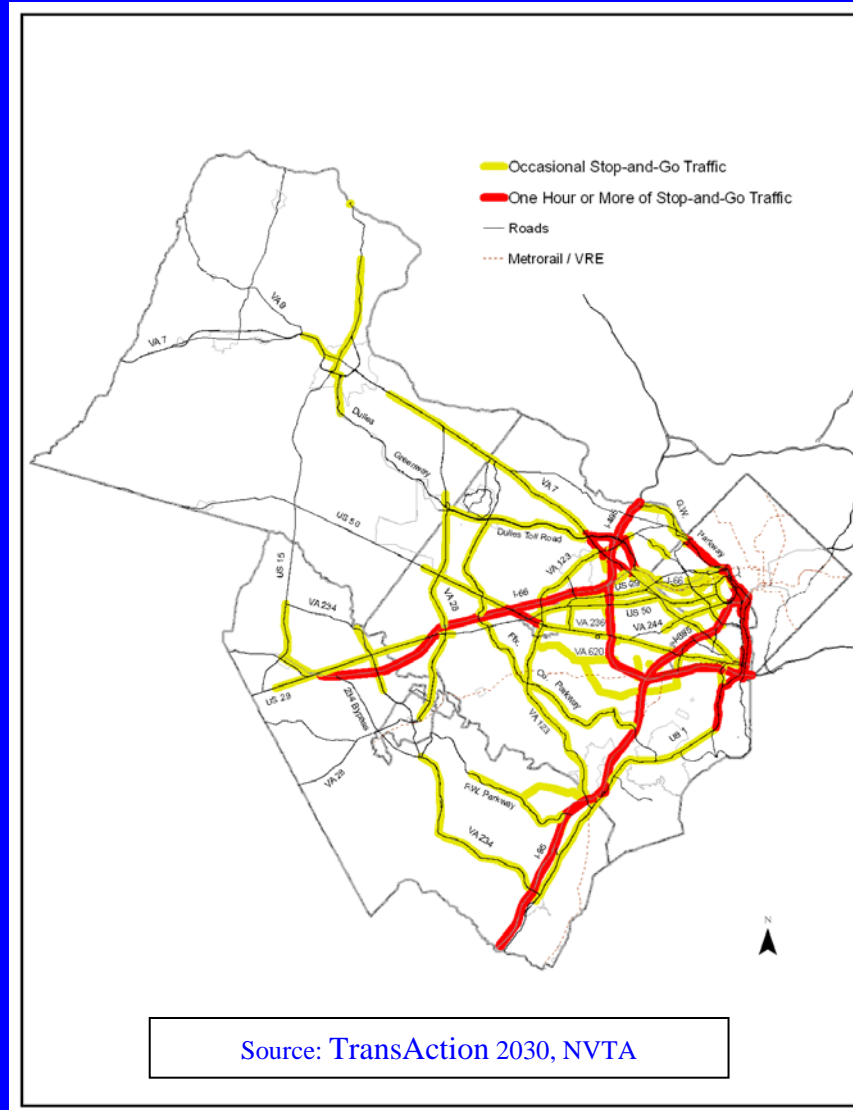 Occasional Stop-and-Go Traffic
One Hour or More of Stop-and-Go Traffic
Roads
Metrorail / VRE
VA 9
VA 7
Dulles
Greenway
VA 7
I-495
G.W.
Parkway
US 50
Dulles Toll Road
VA 123
US 15
I-66
US 29
I-66
VA 234
VA 28
US 50
VA 236
VA 244
I-395
Ffx.
VA 620
Co. Parkway
US 29
234 Bypass
VA 123
US 1
VA 28
P.W. Parkway
VA 234
I-95
N
Source: TransAction 2030, NVTA